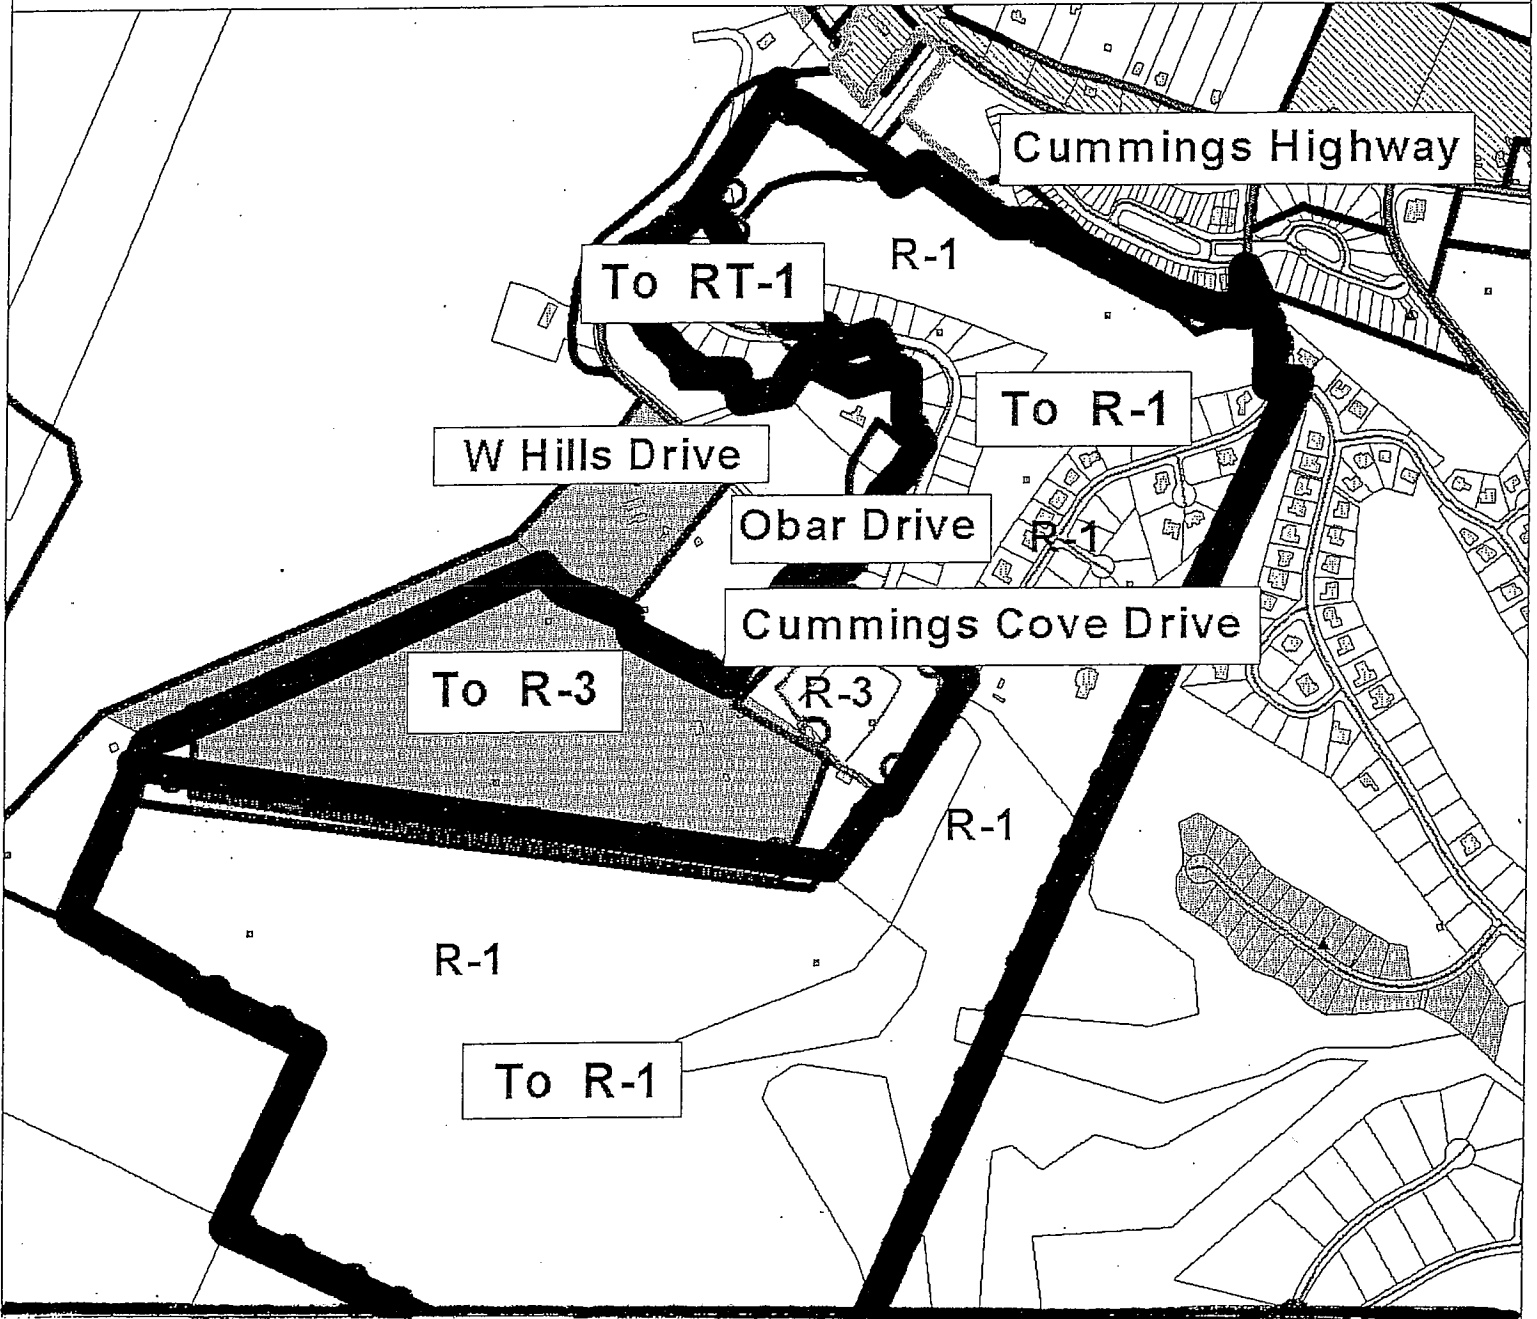 Cummings Highway
R-1
To RT-1
To R-1
W Hills Drive
Obar Drive
R-1
Cummings Cove Drive
To R-3
R-3
R-1
R-1
To R-1